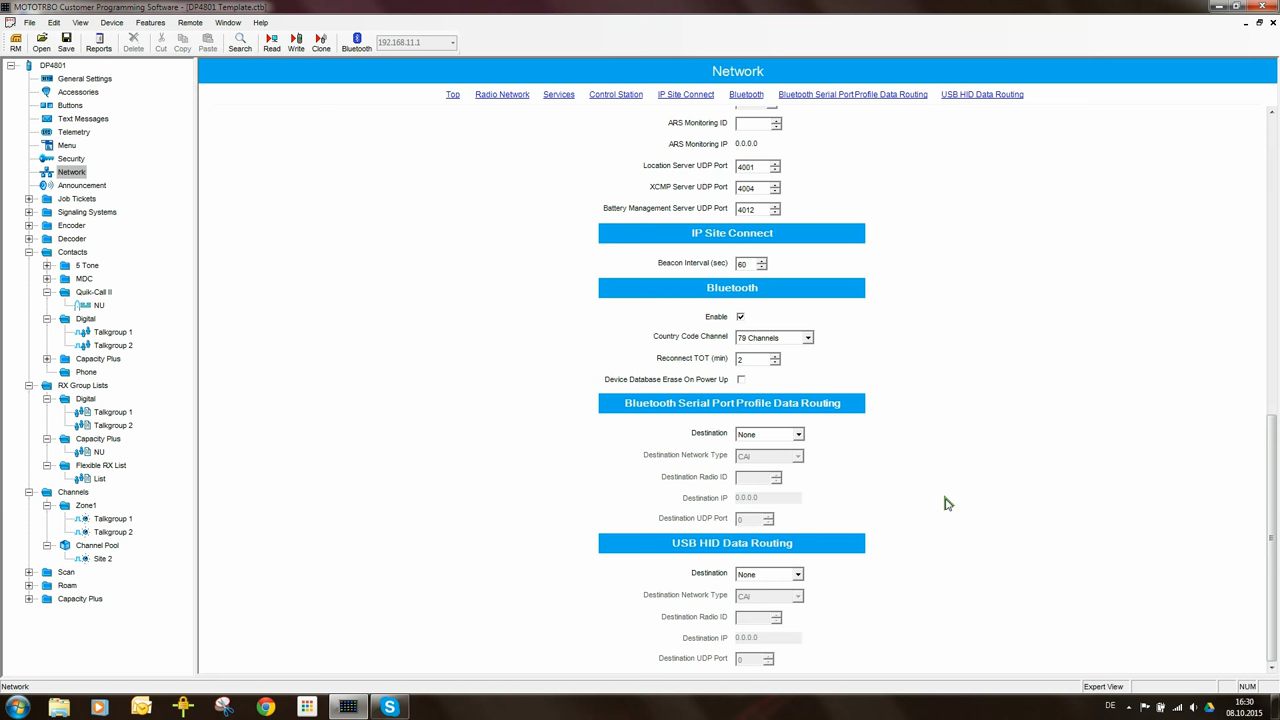 MOTOTRBO Customer Programming Software - [DP4801 Template.ctb]
File Edit View Device Features Remote Window Help
RM Open Save Reports Delete Cut Copy Paste Search Read Write Clone Bluetooth 192.168.11.1
DP4801
General Settings
Accessories
Buttons
Text Messages
Telemetry
Menu
Security
Network
Announcement
Job Tickets
Signaling Systems
Encoder
Decoder
Contacts
5 Tone
MDC
Quik-Call II
NU
Digital
Talkgroup 1
Talkgroup 2
Capacity Plus
Phone
RX Group Lists
Digital
Talkgroup 1
Talkgroup 2
Capacity Plus
NU
Flexible RX List
List
Channels
Zone1
Talkgroup 1
Talkgroup 2
Channel Pool
Site 2
Scan
Roam
Capacity Plus
Network
Top Radio Network Services Control Station IP Site Connect Bluetooth Bluetooth Serial Port Profile Data Routing USB HID Data Routing
ARS Monitoring ID
ARS Monitoring IP 0.0.0.0
Location Server UDP Port 4001
XCMP Server UDP Port 4004
Battery Management Server UDP Port 4012
IP Site Connect
Beacon Interval (sec) 60
Bluetooth
Enable
Country Code Channel 79 Channels
Reconnect TOT (min) 2
Device Database Erase On Power Up
Bluetooth Serial Port Profile Data Routing
Destination None
Destination Network Type CAI
Destination Radio ID
Destination IP 0.0.0.0
Destination UDP Port 0
USB HID Data Routing
Destination None
Destination Network Type CAI
Destination Radio ID
Destination IP 0.0.0.0
Destination UDP Port 0
Network Expert View NUM
DE 16:30
08.10.2015